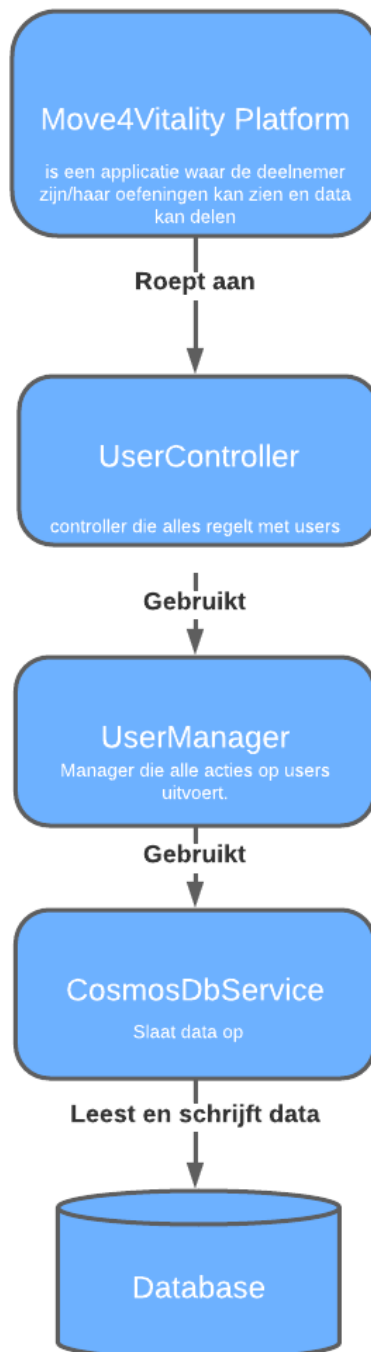 Move4Vitality Platform
is een applicatie waar de deelnemer
zijn/haar oefeningen kan zien en data
kan delen
Roept aan
UserController
controller die alles regelt met users
Gebruikt
UserManager
Manager die alle acties op users
uitvoert.
Gebruikt
CosmosDbService
Slaat data op
Leest en schrijft data
Database